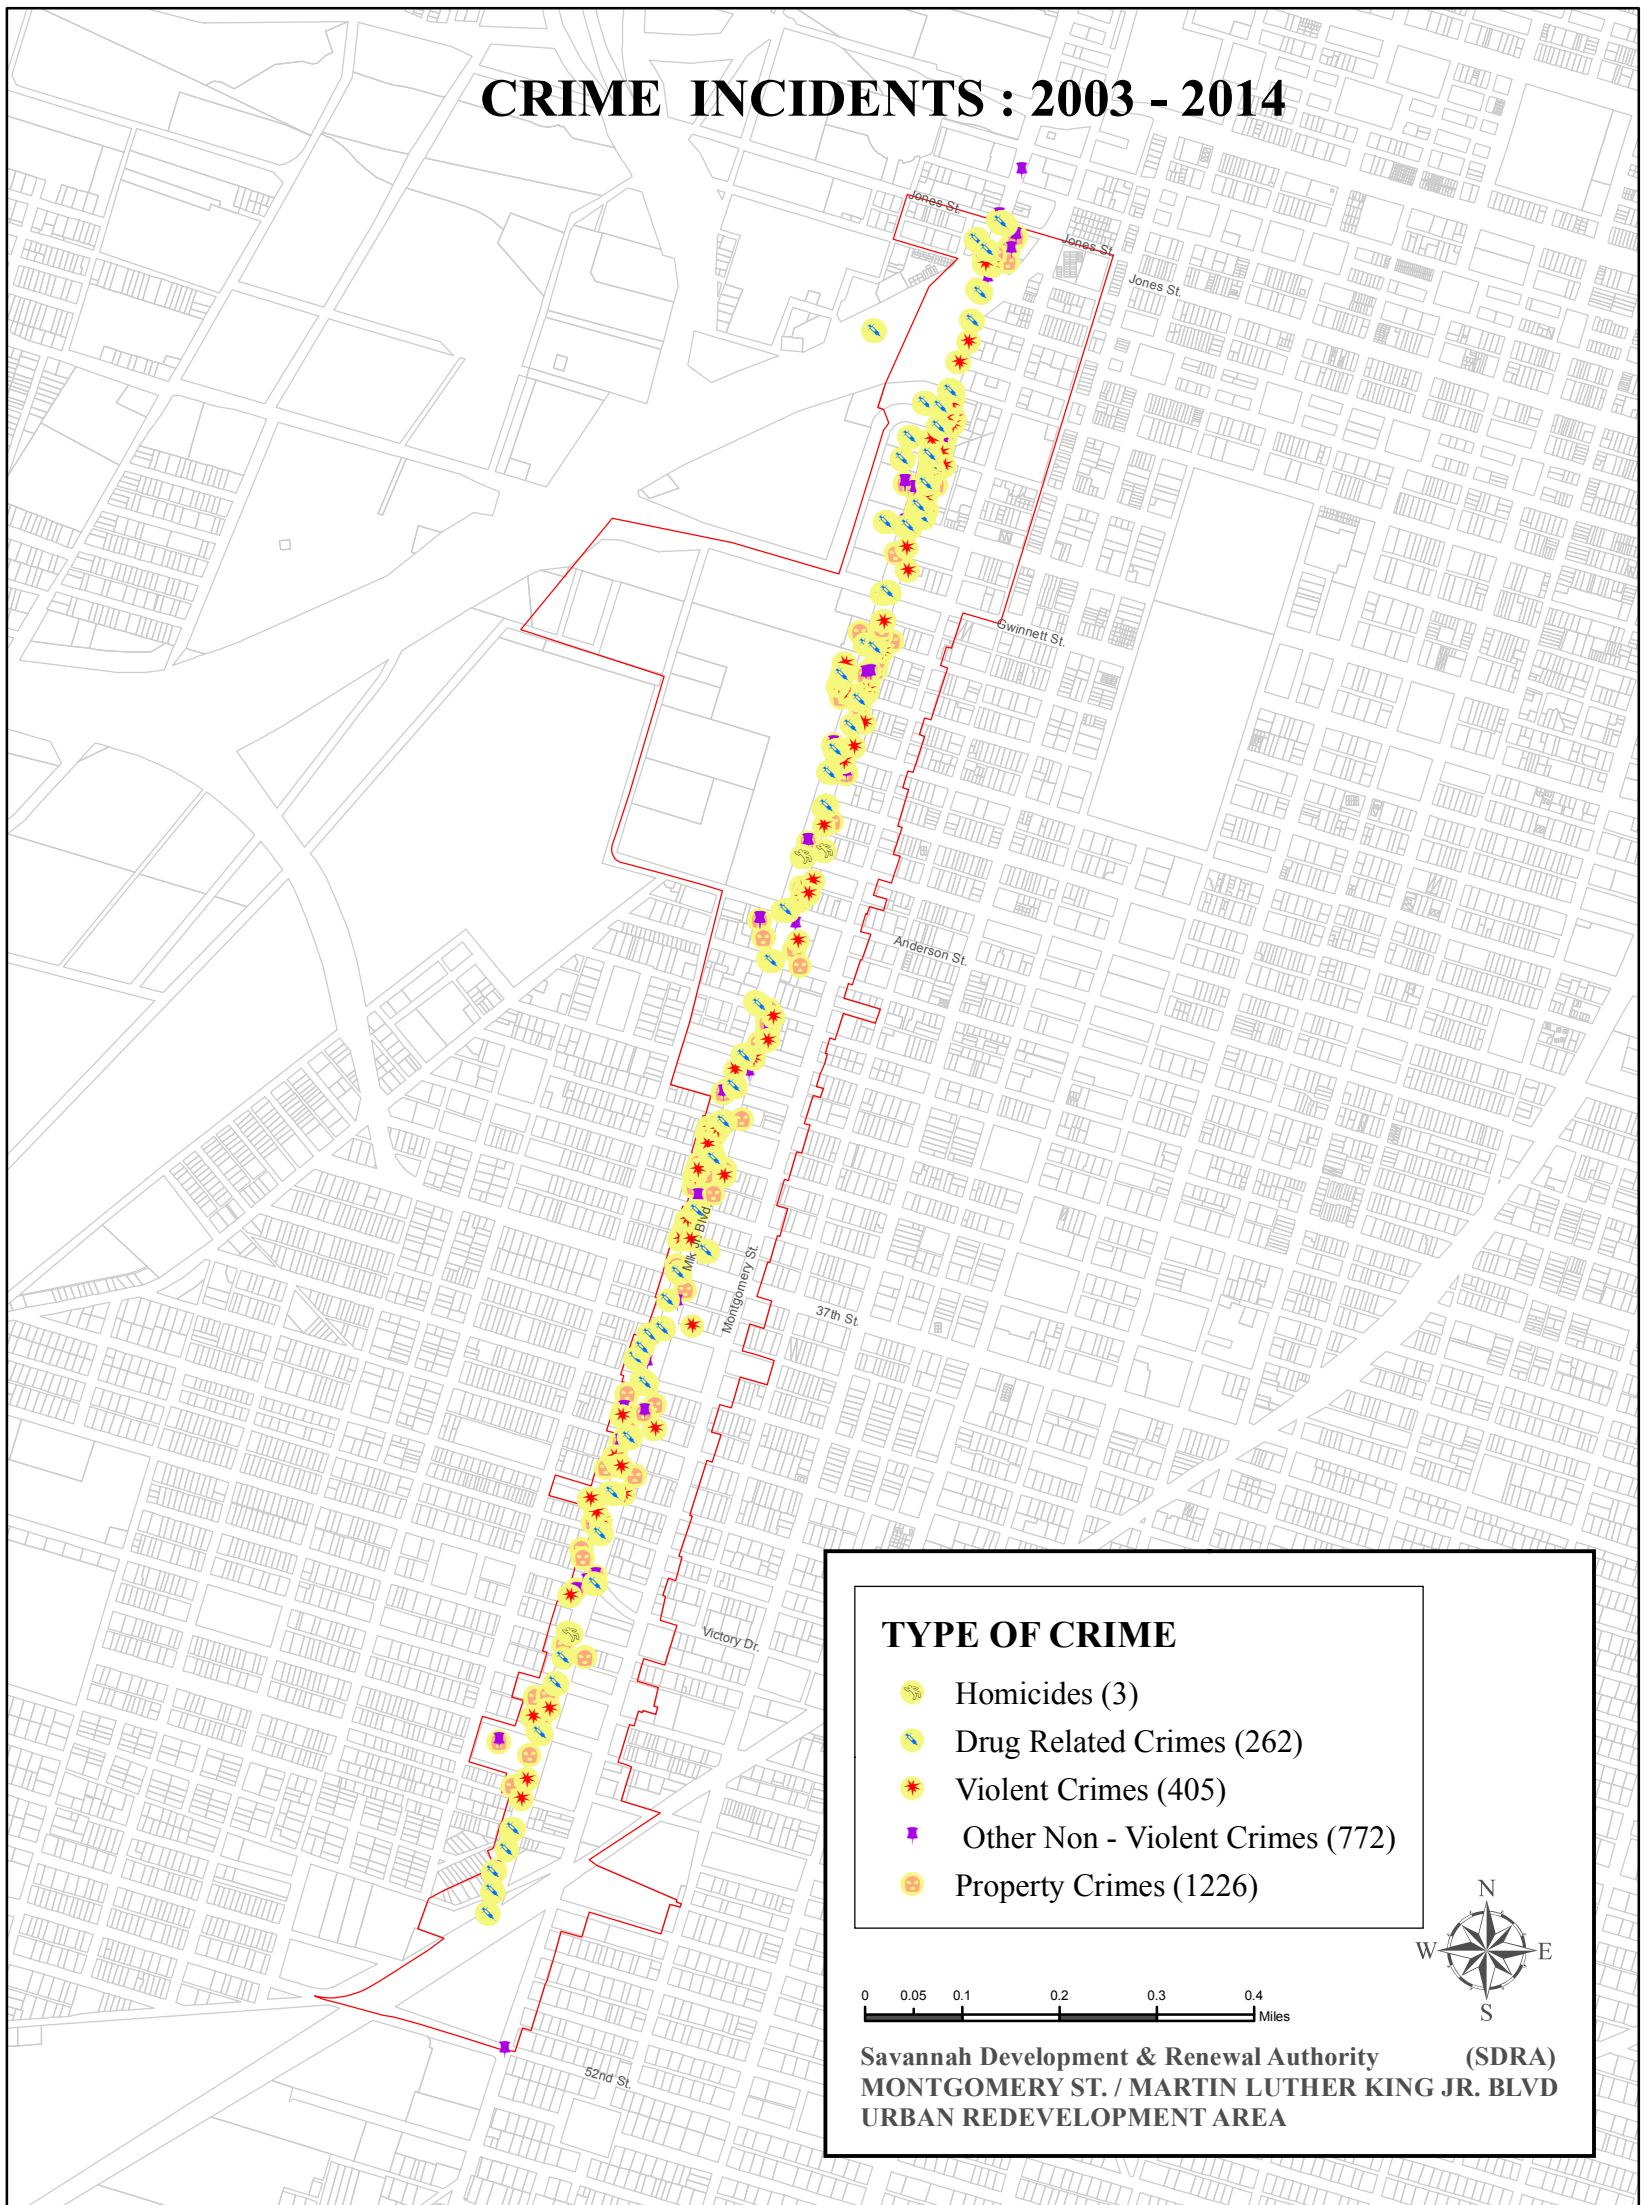 CRIME INCIDENTS : 2003 - 2014
Jones St.
Jones St.
Jones St.
Gwinnett St.
Anderson St.
Mlk Jr. Blvd.
Montgomery St.
37th St.
Victory Dr.
TYPE OF CRIME
Homicides (3)
Drug Related Crimes (262)
Violent Crimes (405)
Other Non - Violent Crimes (772)
Property Crimes (1226)
N
W E
S
0 0.05 0.1 0.2 0.3 0.4
Miles
Savannah Development & Renewal Authority (SDRA)
MONTGOMERY ST. / MARTIN LUTHER KING JR. BLVD
URBAN REDEVELOPMENT AREA
52nd St.